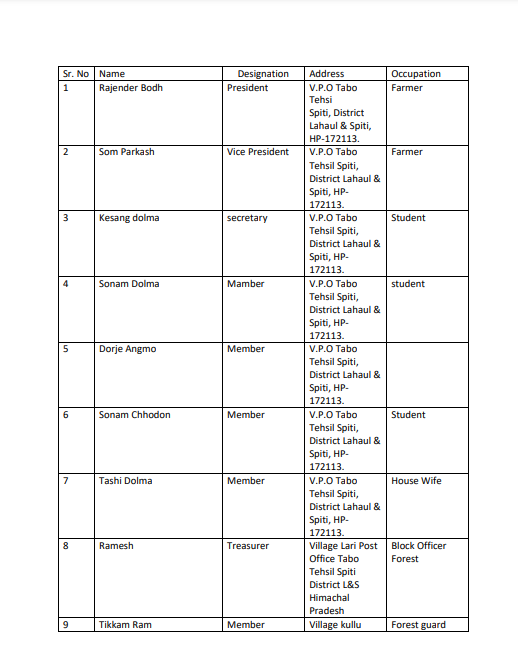 Sr. No Name Designation Address Occupation
1 Rajender Bodh President V.P.O Tabo Farmer
Tehsi
Spiti, District
Lahaul & Spiti,
HP-172113.
2 Som Parkash Vice President V.P.O Tabo Farmer
Tehsil Spiti,
District Lahaul &
Spiti, HP-
172113.
3 Kesang dolma secretary V.P.O Tabo Student
Tehsil Spiti,
District Lahaul &
Spiti, HP-
172113.
4 Sonam Dolma Mamber V.P.O Tabo student
Tehsil Spiti,
District Lahaul &
Spiti, HP-
172113.
5 Dorje Angmo Member V.P.O Tabo
Tehsil Spiti,
District Lahaul &
Spiti, HP-
172113.
6 Sonam Chhodon Member V.P.O Tabo Student
Tehsil Spiti,
District Lahaul &
Spiti, HP-
172113.
7 Tashi Dolma Member V.P.O Tabo House Wife
Tehsil Spiti,
District Lahaul &
Spiti, HP-
172113.
8 Ramesh Treasurer Village Lari Post Block Officer
Office Tabo Forest
Tehsil Spiti
District L&S
Himachal
Pradesh
9 Tikkam Ram Member Village kullu Forest guard